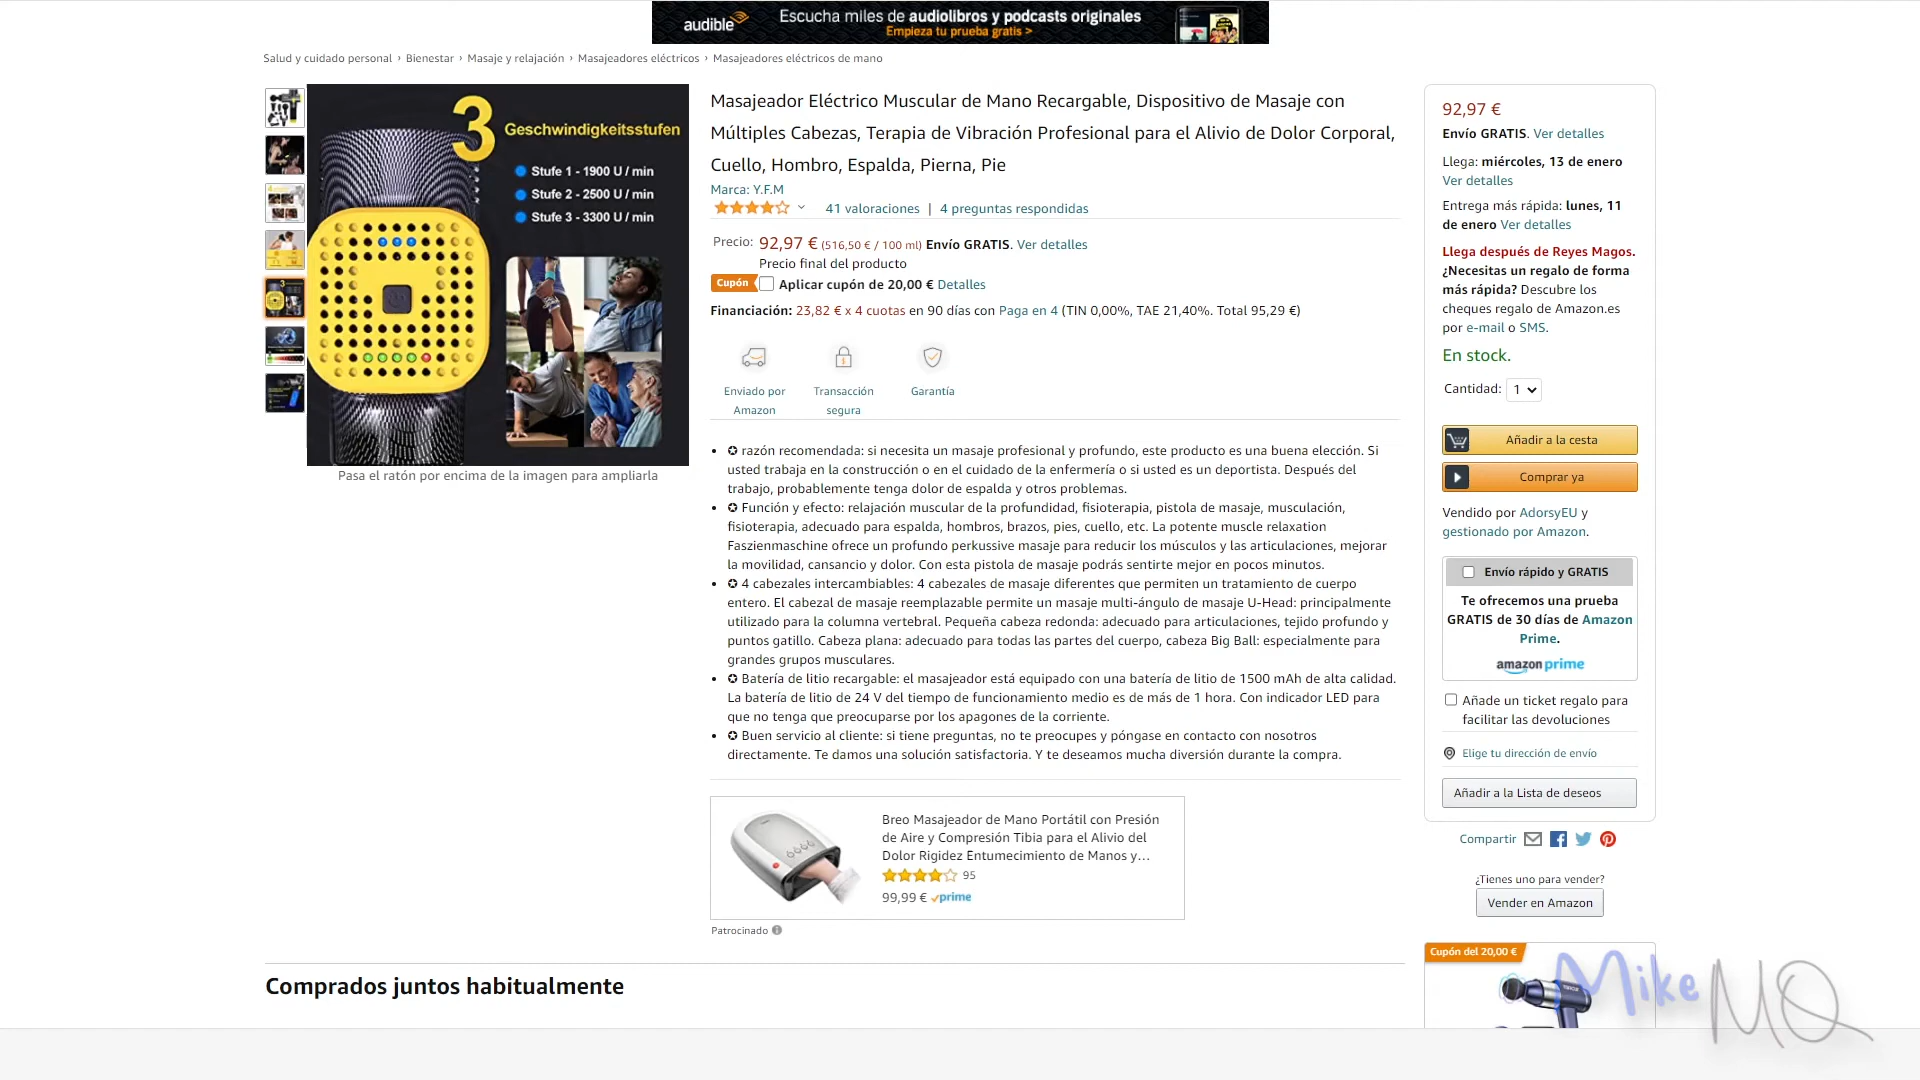 audible
Escucha miles de audiolibros y podcasts originales
Empieza tu prueba gratis >
Salud y cuidado personal › Bienestar › Masaje y relajación › Masajeadores eléctricos › Masajeadores eléctricos de mano
3 Geschwindigkeitsstufen
Stufe 1 - 1900 U / min
Stufe 2 - 2500 U / min
Stufe 3 - 3300 U / min
Pasa el ratón por encima de la imagen para ampliarla
Masajeador Eléctrico Muscular de Mano Recargable, Dispositivo de Masaje con
Múltiples Cabezas, Terapia de Vibración Profesional para el Alivio de Dolor Corporal,
Cuello, Hombro, Espalda, Pierna, Pie
Marca: Y.F.M
41 valoraciones | 4 preguntas respondidas
Precio: 92,97 € (516,50 € / 100 ml) Envío GRATIS. Ver detalles
Precio final del producto
Cupón Aplicar cupón de 20,00 € Detalles
Financiación: 23,82 € x 4 cuotas en 90 días con Paga en 4 (TIN 0,00%, TAE 21,40%. Total 95,29 €)
Enviado por
Amazon
Transacción
segura
Garantía
• ✪ razón recomendada: si necesita un masaje profesional y profundo, este producto es una buena elección. Si
usted trabaja en la construcción o en el cuidado de la enfermería o si usted es un deportista. Después del
trabajo, probablemente tenga dolor de espalda y otros problemas.
• ✪ Función y efecto: relajación muscular de la profundidad, fisioterapia, pistola de masaje, musculación,
fisioterapia, adecuado para espalda, hombros, brazos, pies, cuello, etc. La potente muscle relaxation
Faszienmaschine ofrece un profundo perkussive masaje para reducir los músculos y las articulaciones, mejorar
la movilidad, cansancio y dolor. Con esta pistola de masaje podrás sentirte mejor en pocos minutos.
• ✪ 4 cabezales intercambiables: 4 cabezales de masaje diferentes que permiten un tratamiento de cuerpo
entero. El cabezal de masaje reemplazable permite un masaje multi-ángulo de masaje U-Head: principalmente
utilizado para la columna vertebral. Pequeña cabeza redonda: adecuado para articulaciones, tejido profundo y
puntos gatillo. Cabeza plana: adecuado para todas las partes del cuerpo, cabeza Big Ball: especialmente para
grandes grupos musculares.
• ✪ Batería de litio recargable: el masajeador está equipado con una batería de litio de 1500 mAh de alta calidad.
La batería de litio de 24 V del tiempo de funcionamiento medio es de más de 1 hora. Con indicador LED para
que no tenga que preocuparse por los apagones de la corriente.
• ✪ Buen servicio al cliente: si tiene preguntas, no te preocupes y póngase en contacto con nosotros
directamente. Te damos una solución satisfactoria. Y te deseamos mucha diversión durante la compra.
Breo Masajeador de Mano Portátil con Presión
de Aire y Compresión Tibia para el Alivio del
Dolor Rigidez Entumecimiento de Manos y...
95
99,99 € prime
Patrocinado
Comprados juntos habitualmente
92,97 €
Envío GRATIS. Ver detalles
Llega: miércoles, 13 de enero
Ver detalles
Entrega más rápida: lunes, 11
de enero Ver detalles
Llega después de Reyes Magos.
¿Necesitas un regalo de forma
más rápida? Descubre los
cheques regalo de Amazon.es
por e-mail o SMS.
En stock.
Cantidad: 1
Añadir a la cesta
Comprar ya
Vendido por AdorsyEU y
gestionado por Amazon.
Envío rápido y GRATIS
Te ofrecemos una prueba
GRATIS de 30 días de Amazon
Prime.
amazon prime
Añade un ticket regalo para
facilitar las devoluciones
Elige tu dirección de envío
Añadir a la Lista de deseos
Compartir
¿Tienes uno para vender?
Vender en Amazon
Cupón del 20,00 €
Mike MQ